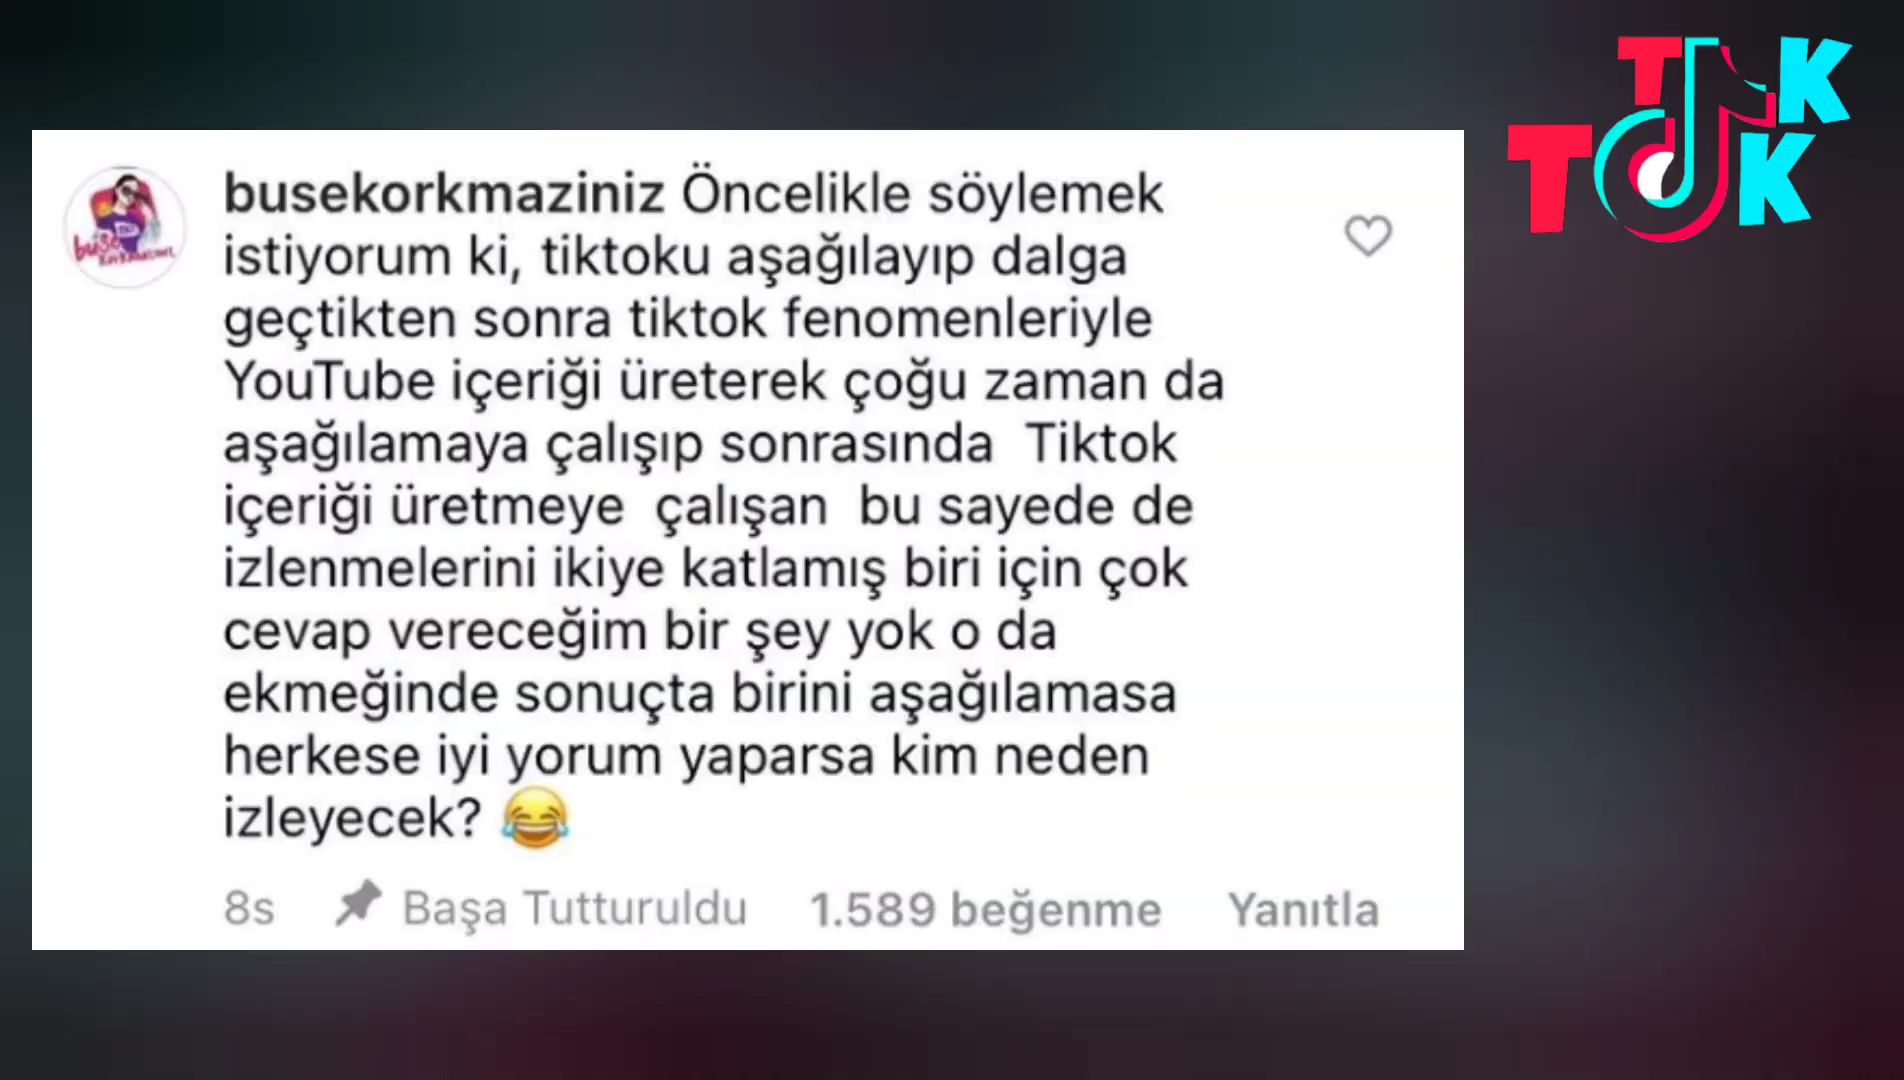 busekorkmaziniz Öncelikle söylemek
istiyorum ki, tiktoku aşağılayıp dalga
geçtikten sonra tiktok fenomenleriyle
YouTube içeriği üreterek çoğu zaman da
aşağılamaya çalışıp sonrasında  Tiktok
içeriği üretmeye  çalışan  bu sayede de
izlenmelerini ikiye katlamış biri için çok
cevap vereceğim bir şey yok o da
ekmeğinde sonuçta birini aşağılamasa
herkese iyi yorum yaparsa kim neden
izleyecek? 😂
8s Başa Tutturuldu 1.589 beğenme Yanıtla
TIK
TOK